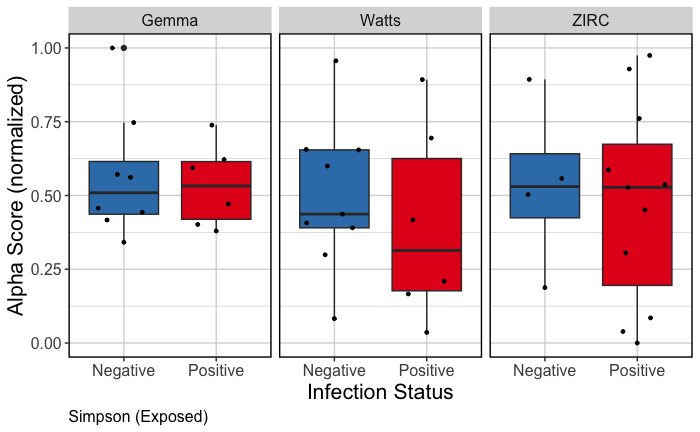 Gemma
Watts
ZIRC
Alpha Score (normalized)
1.00
0.75
0.50
0.25
0.00
Negative
Positive
Negative
Positive
Negative
Positive
Infection Status
Simpson (Exposed)